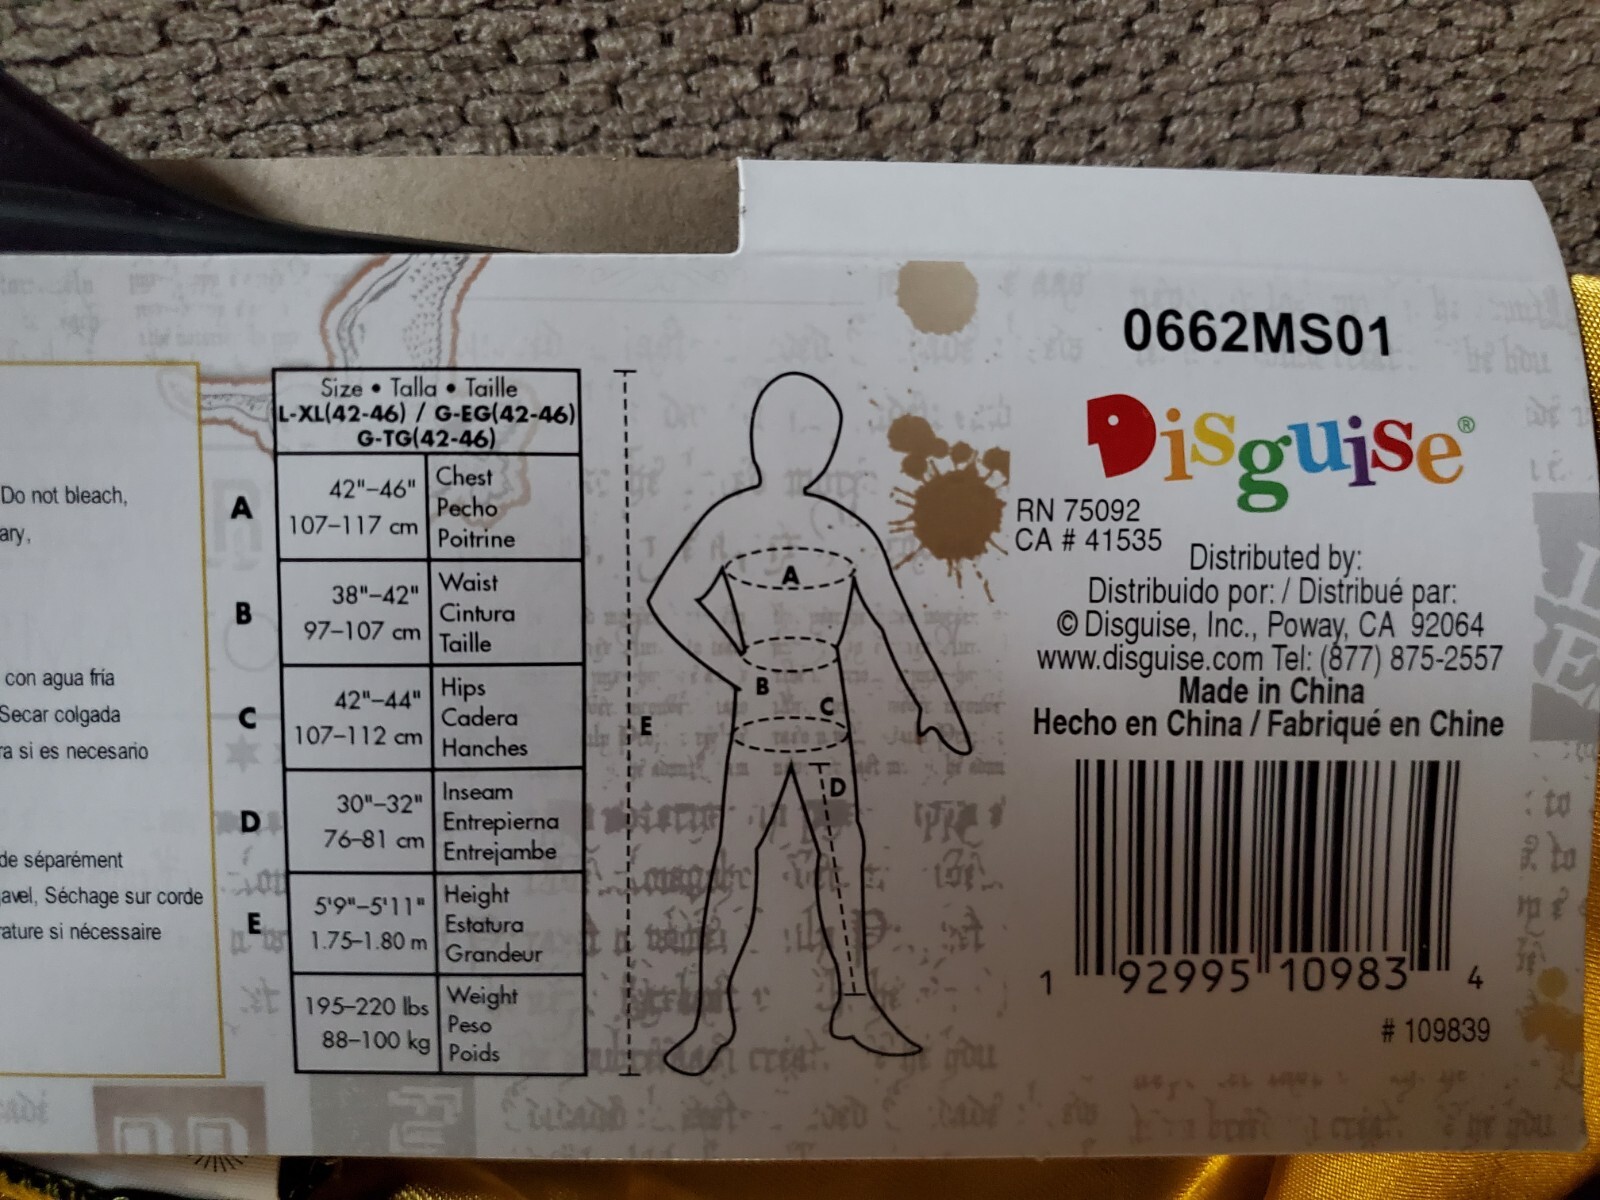 Do not bleach,
ary,
con agua fria
Secar colgada
ra si es necesario
de séparément
avel, Séchage sur corde
rature si nécessaire
Size • Talla • Taille
L-XL(42-46) / G-EG(42-46)
G-TG(42-46)
A
42"–46"
107–117 cm
Chest
Pecho
Poitrine
B
38"–42"
97–107 cm
Waist
Cintura
Taille
C
42"–44"
107–112 cm
Hips
Cadera
Hanches
D
30"–32"
76–81 cm
Inseam
Entrepierna
Entrejambe
E
5'9"–5'11"
1.75–1.80 m
Height
Estatura
Grandeur
195–220 lbs
88–100 kg
Weight
Peso
Poids
A
B
C
E
D
0662MS01
Disguise®
RN 75092
CA # 41535
Distributed by:
Distribuido por: / Distribué par:
© Disguise, Inc., Poway, CA 92064
www.disguise.com Tel: (877) 875-2557
Made in China
Hecho en China / Fabriqué en Chine
1 92995 10983 4
# 109839